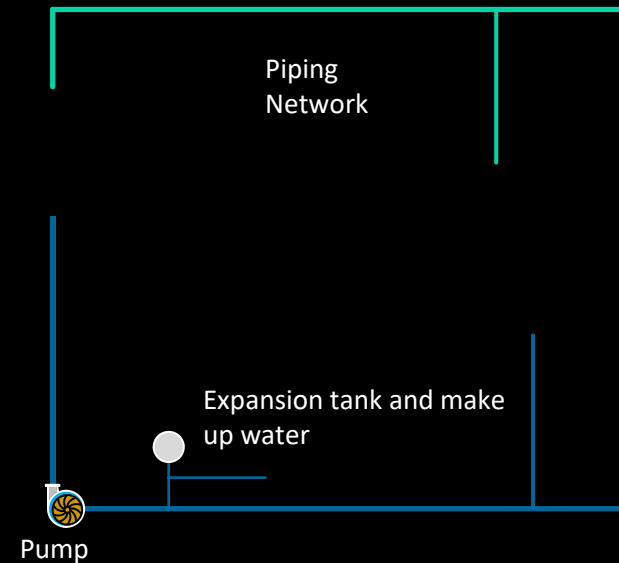 Piping
Network
Expansion tank and make
up water
Pump